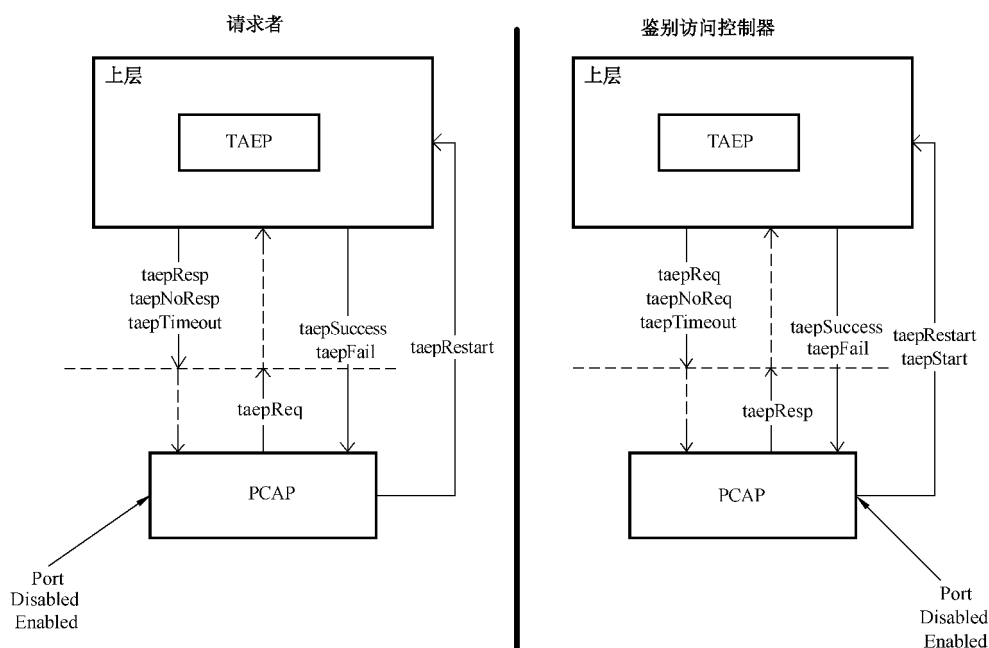 请求者
上层
TAEP
taepResp
taepNoResp
taepTimeout
taepSuccess
taepFail
taepRestart
taepReq
PCAP
Port
Disabled
Enabled
鉴别访问控制器
上层
TAEP
taepReq
taepNoReq
taepTimeout
taepSuccess
taepFail
taepRestart
taepStart
taepResp
PCAP
Port
Disabled
Enabled